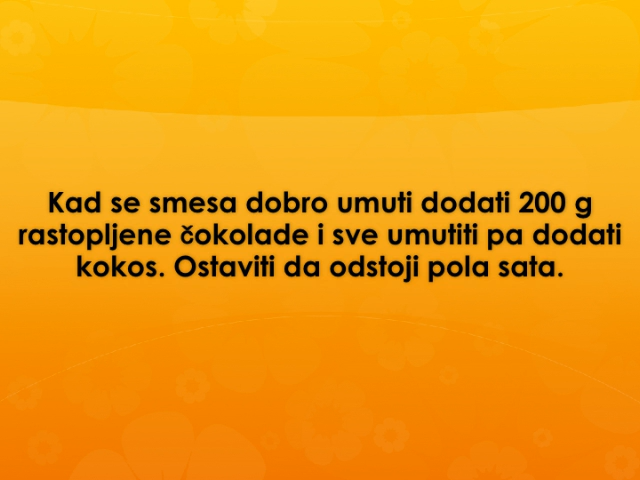 Kad se smesa dobro umuti dodati 200 g
rastopljene čokolade i sve umutiti pa dodati
kokos. Ostaviti da odstoji pola sata.